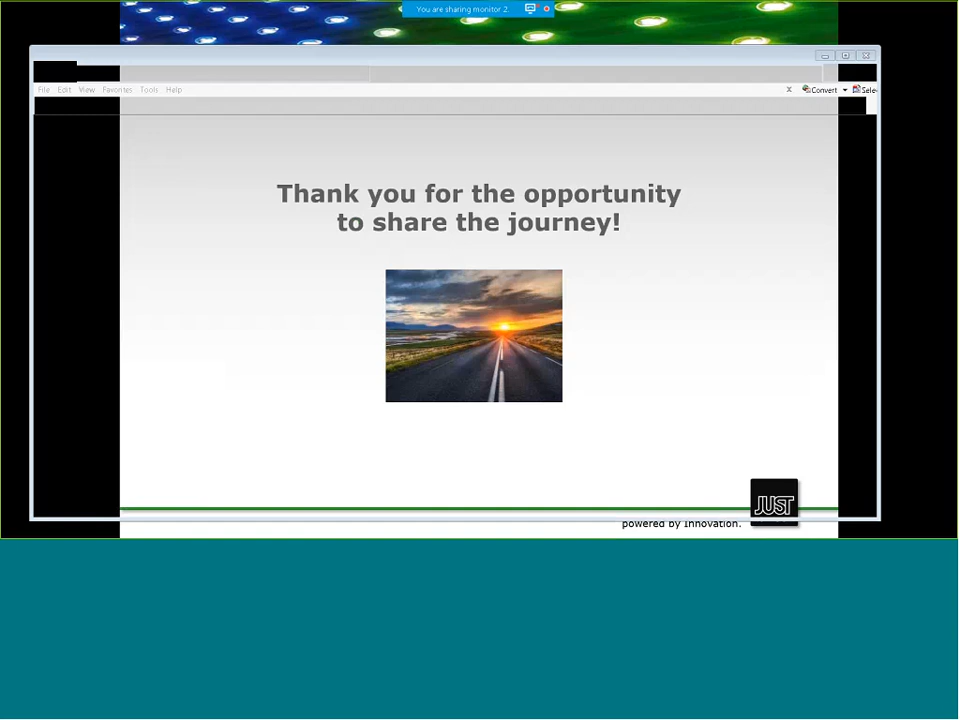 You are sharing monitor 2.
File Edit View Favorites Tools Help
x Convert Sele
Thank you for the opportunity
to share the journey!
JUST
powered by Innovation.